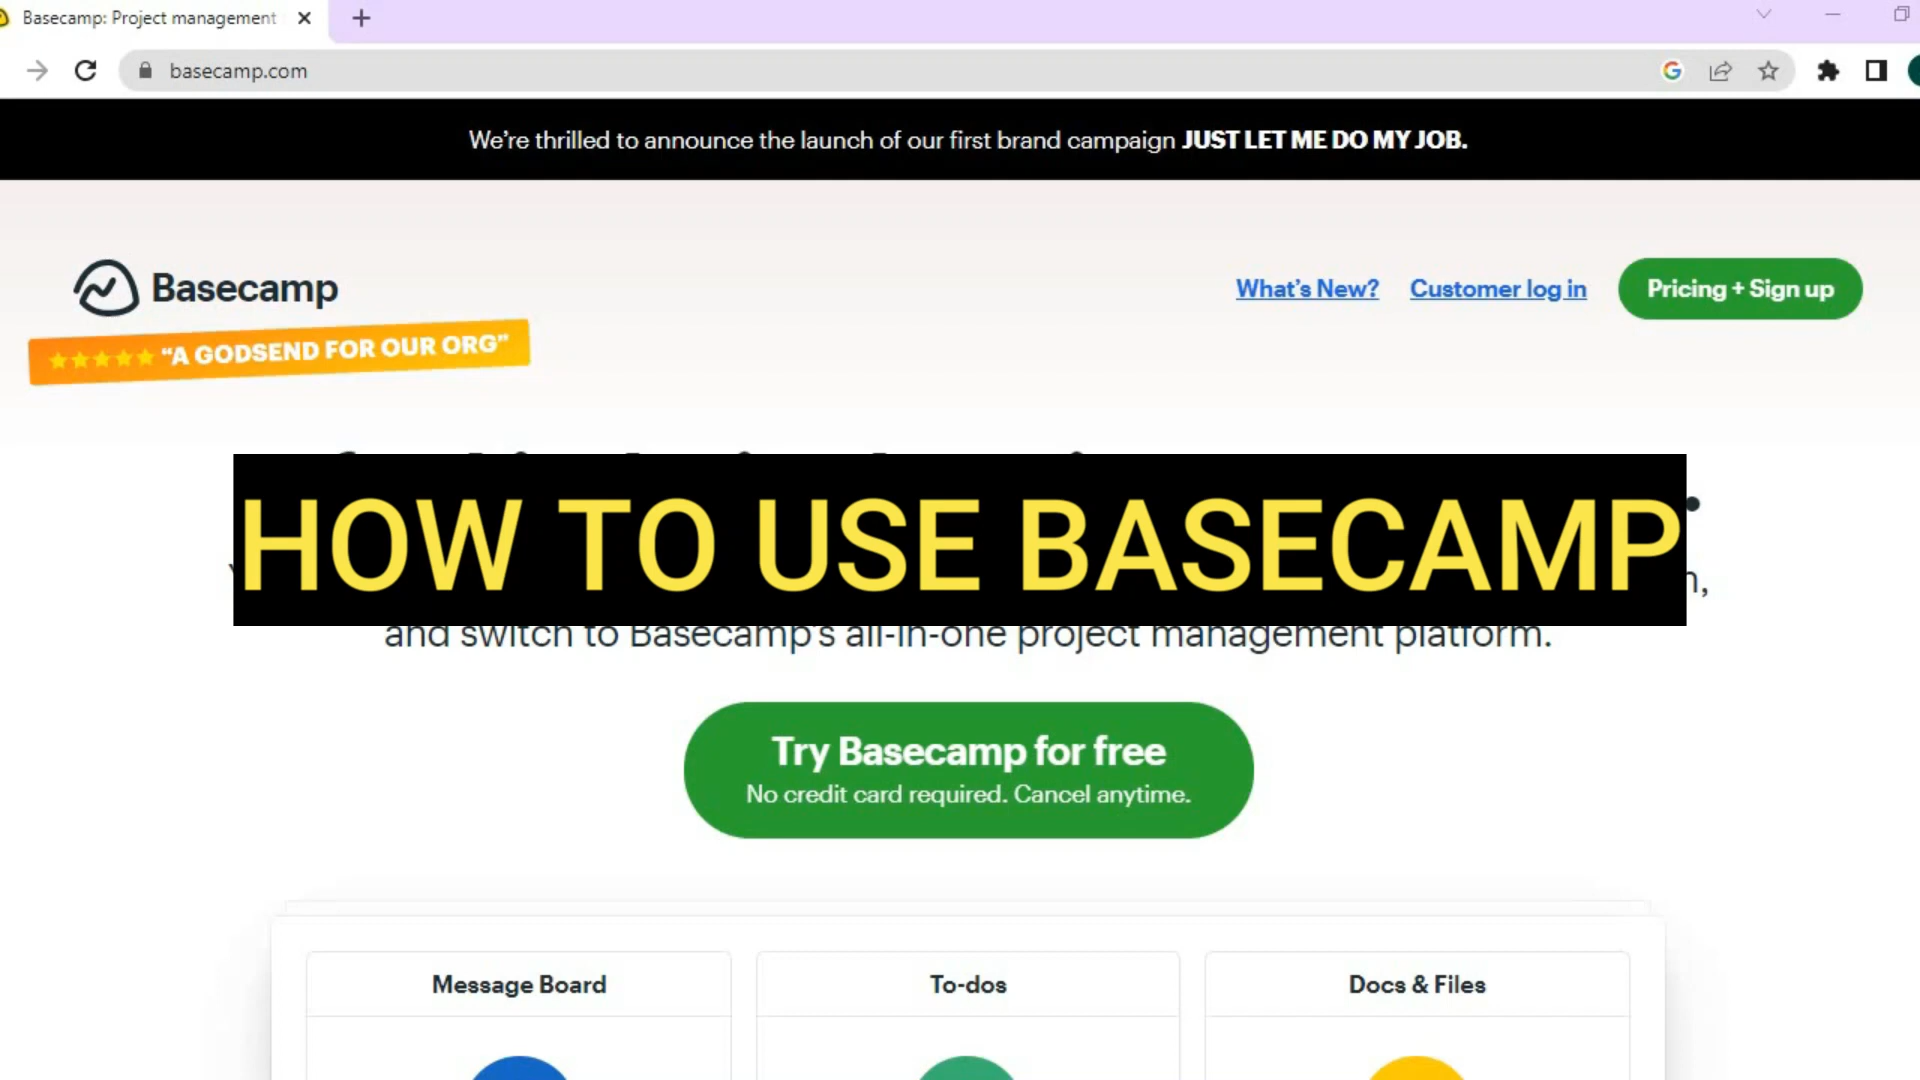 Basecamp: Project management
basecamp.com
We're thrilled to announce the launch of our first brand campaign JUST LET ME DO MY JOB.
Basecamp
What's New?
Customer log in
Pricing + Sign up
"A GODSEND FOR OUR ORG"
HOW TO USE BASECAMP
and switch to Basecamp's all-in-one project management platform.
Try Basecamp for free
No credit card required. Cancel anytime.
Message Board
To-dos
Docs & Files